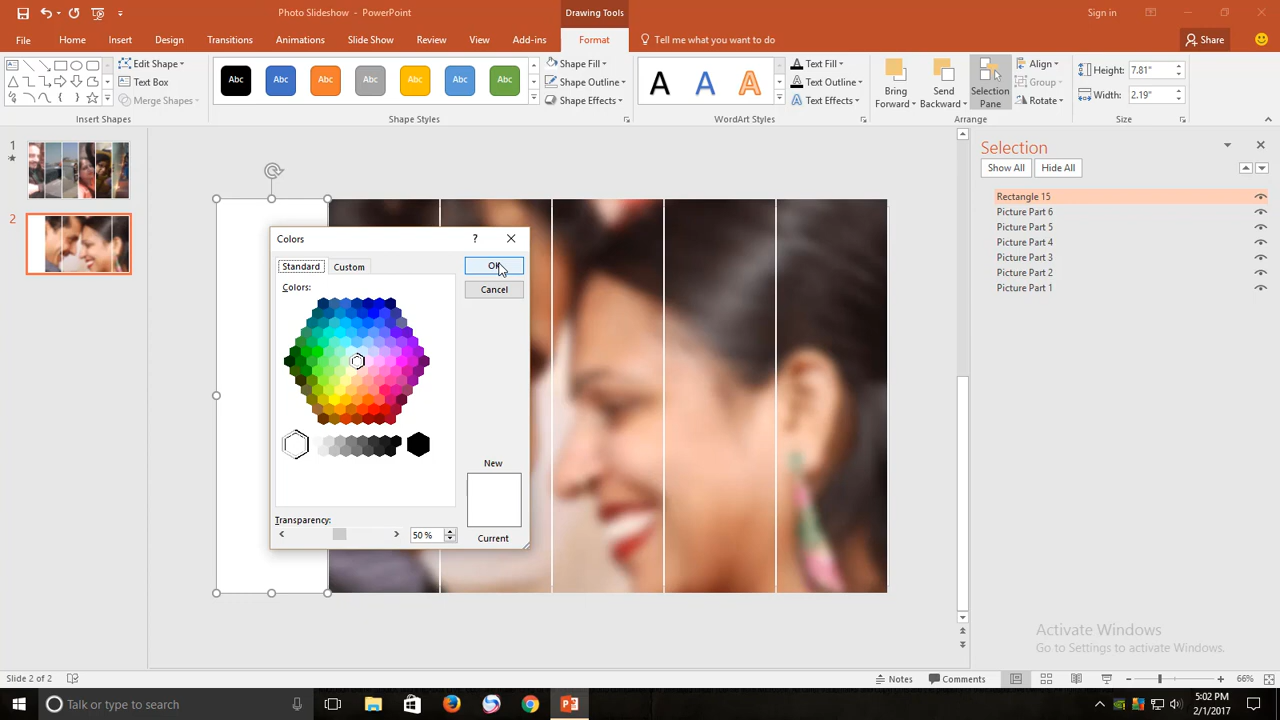 Photo Slideshow - PowerPoint
Drawing Tools
Sign in
File Home Insert Design Transitions Animations Slide Show Review View Add-ins Format Tell me what you want to do Share
Edit Shape
Text Box
Merge Shapes
Insert Shapes
Abc Abc Abc Abc Abc Abc Abc
Shape Fill
Shape Outline
Shape Effects
Shape Styles
A A A
Text Fill
Text Outline
Text Effects
WordArt Styles
Bring Forward
Send Backward
Selection Pane
Align
Group
Rotate
Arrange
Height: 7.81"
Width: 2.19"
Size
1
2
Colors
?
Standard Custom
OK
Cancel
Colors:
New
Current
Transparency:
50 %
Selection
Show All Hide All
Rectangle 15
Picture Part 6
Picture Part 5
Picture Part 4
Picture Part 3
Picture Part 2
Picture Part 1
Activate Windows
Go to Settings to activate Windows.
Slide 2 of 2
Notes Comments
66%
Talk or type to search
5:02 PM
2/1/2017